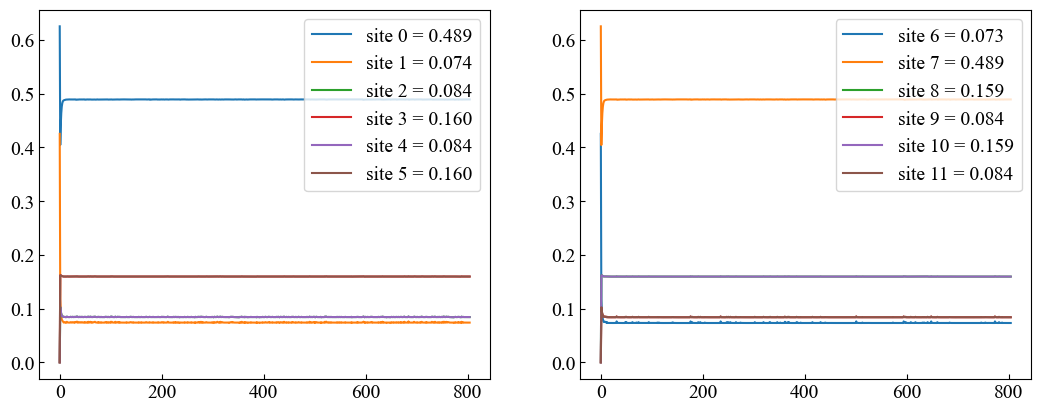 0.6
0.5
0.4
0.3
0.2
0.1
0.0
0 200 400 600 800
site 0 = 0.489
site 1 = 0.074
site 2 = 0.084
site 3 = 0.160
site 4 = 0.084
site 5 = 0.160
0.6
0.5
0.4
0.3
0.2
0.1
0.0
0 200 400 600 800
site 6 = 0.073
site 7 = 0.489
site 8 = 0.159
site 9 = 0.084
site 10 = 0.159
site 11 = 0.084